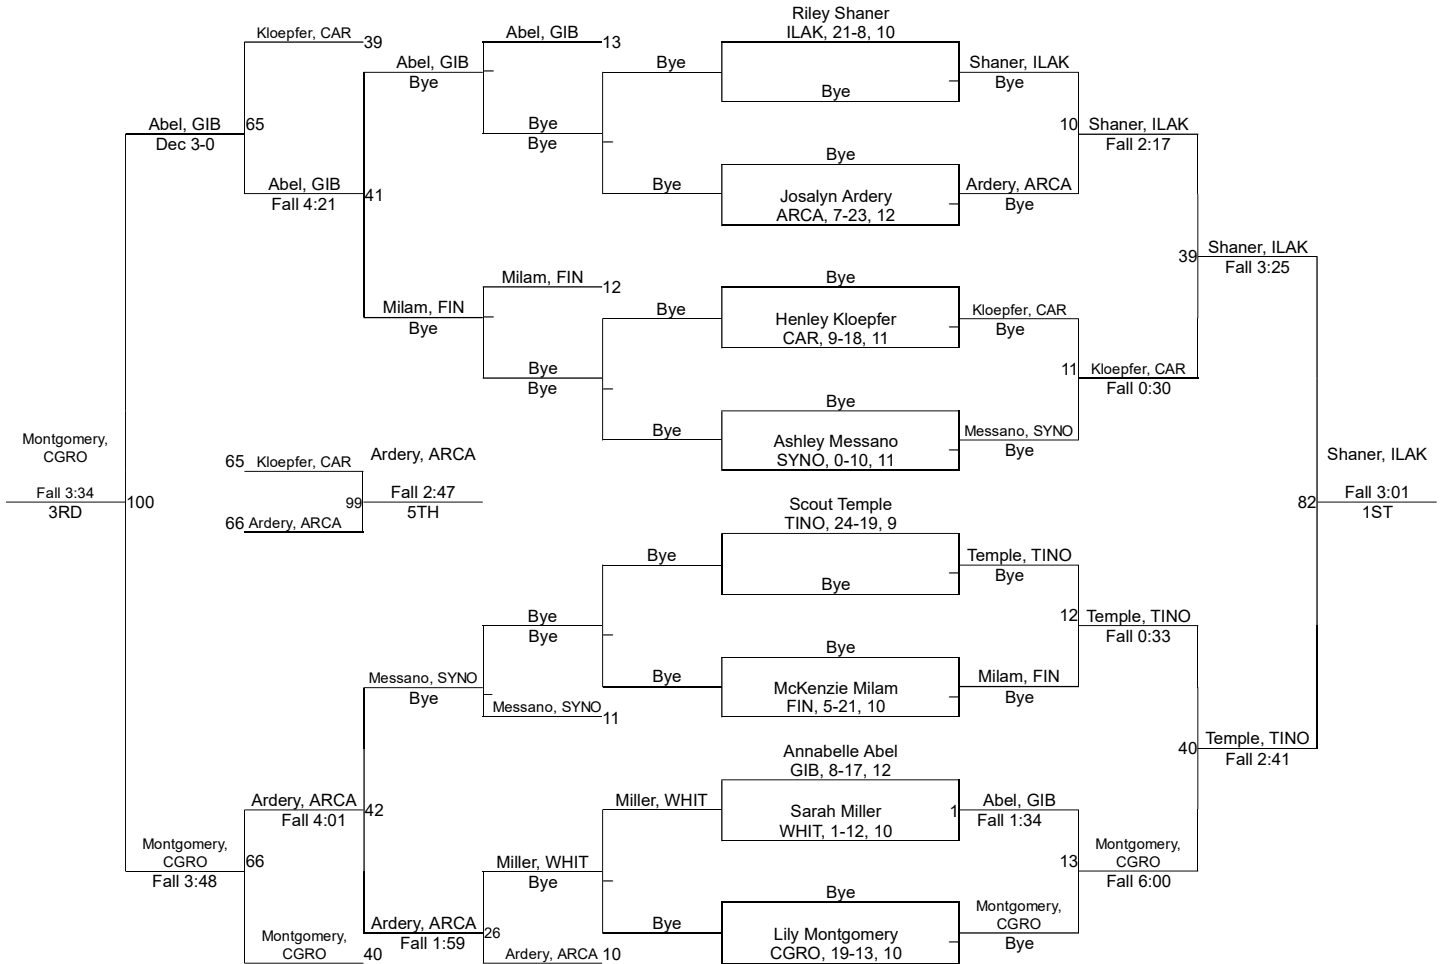 Riley Shaner
Kloepfer, CAR 39
Abel, GIB 13
ILAK, 21-8, 10
Abel, GIB
Bye
Bye
Shaner, ILAK
Bye
Bye
Abel, GIB 65
Dec 3-0
Bye
Bye
10 Shaner, ILAK
Fall 2:17
Bye
Abel, GIB
Fall 4:21
41
Bye
Josalyn Ardery
ARCA, 7-23, 12
Ardery, ARCA
Bye
39 Shaner, ILAK
Fall 3:25
Milam, FIN 12
Bye
Milam, FIN
Bye
Bye
Henley Kloepfer
CAR, 9-18, 11
Kloepfer, CAR
Bye
Bye
Bye
11 Kloepfer, CAR
Fall 0:30
Bye
Bye
Ashley Messano
SYNO, 0-10, 11
Messano, SYNO
Bye
Montgomery,
CGRO
Fall 3:34
3RD
100
65 Kloepfer, CAR
66 Ardery, ARCA
99
Ardery, ARCA
Fall 2:47
5TH
Shaner, ILAK
82 Fall 3:01
1ST
Scout Temple
TINO, 24-19, 9
Bye
Bye
Temple, TINO
Bye
Bye
Bye
12 Temple, TINO
Fall 0:33
Bye
Messano, SYNO
Bye
Messano, SYNO 11
Bye
McKenzie Milam
FIN, 5-21, 10
Milam, FIN
Bye
40 Temple, TINO
Fall 2:41
Annabelle Abel
GIB, 8-17, 12
Ardery, ARCA 42
Fall 4:01
Miller, WHIT
Sarah Miller
WHIT, 1-12, 10
1 Abel, GIB
Fall 1:34
Montgomery,
CGRO
Fall 3:48
66
Miller, WHIT
Bye
13 Montgomery,
CGRO
Fall 6:00
Bye
Montgomery,
CGRO 40
Ardery, ARCA
Fall 1:59
26
Ardery, ARCA 10
Bye
Lily Montgomery
CGRO, 19-13, 10
Montgomery,
CGRO
Bye